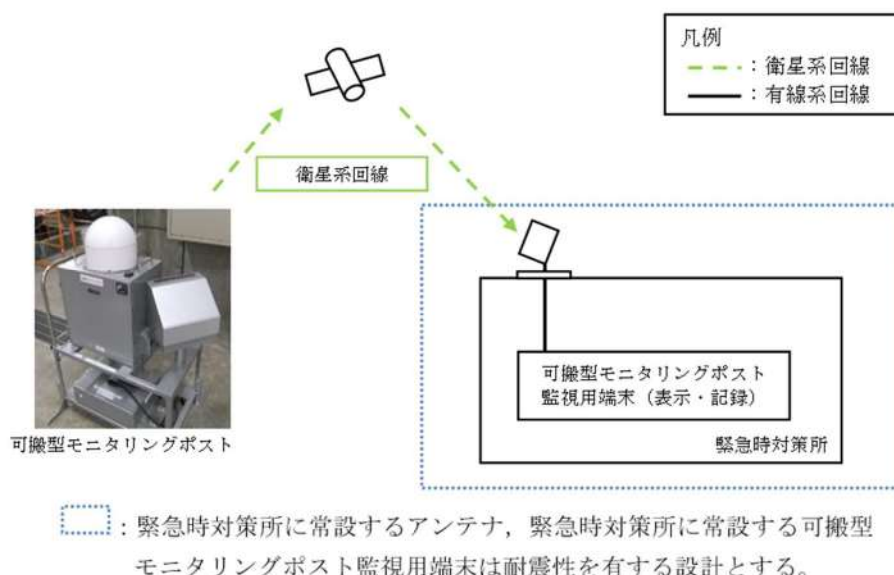 凡例
：衛星系回線
：有線系回線
衛星系回線
可搬型モニタリングポスト
監視用端末（表示・記録）
緊急時対策所
可搬型モニタリングポスト
：緊急時対策所に常設するアンテナ，緊急時対策所に常設する可搬型
モニタリングポスト監視用端末は耐震性を有する設計とする。